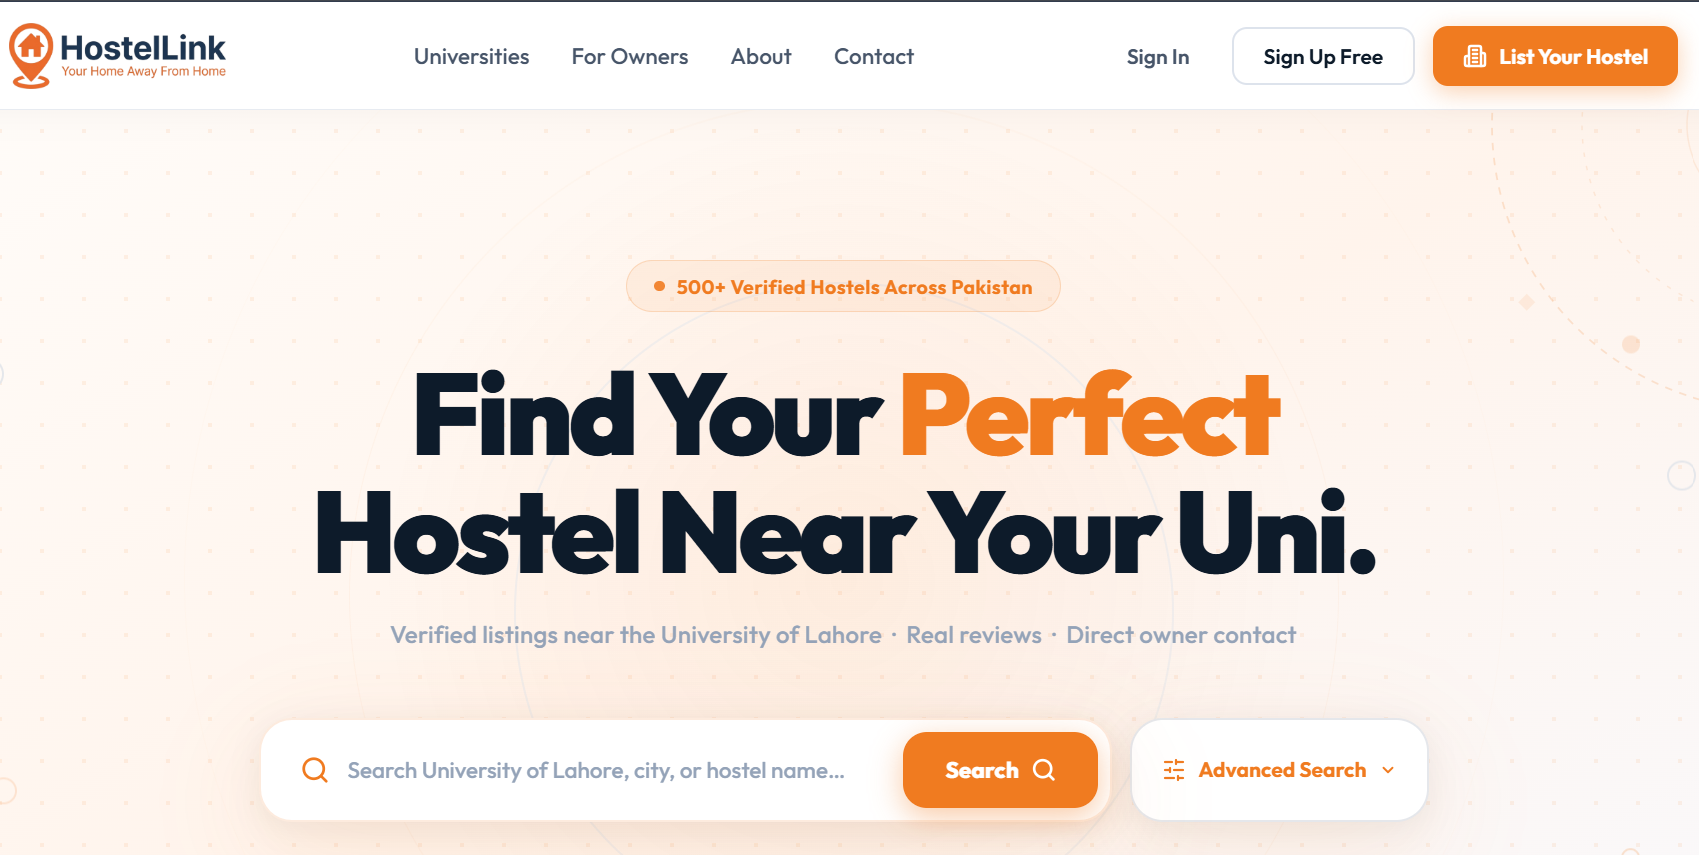 HostelLink
Your Home Away From Home
Universities
For Owners
About
Contact
Sign In
Sign Up Free
List Your Hostel
500+ Verified Hostels Across Pakistan
Find Your Perfect
Hostel Near Your Uni.
Verified listings near the University of Lahore · Real reviews · Direct owner contact
Search University of Lahore, city, or hostel name...
Search
Advanced Search